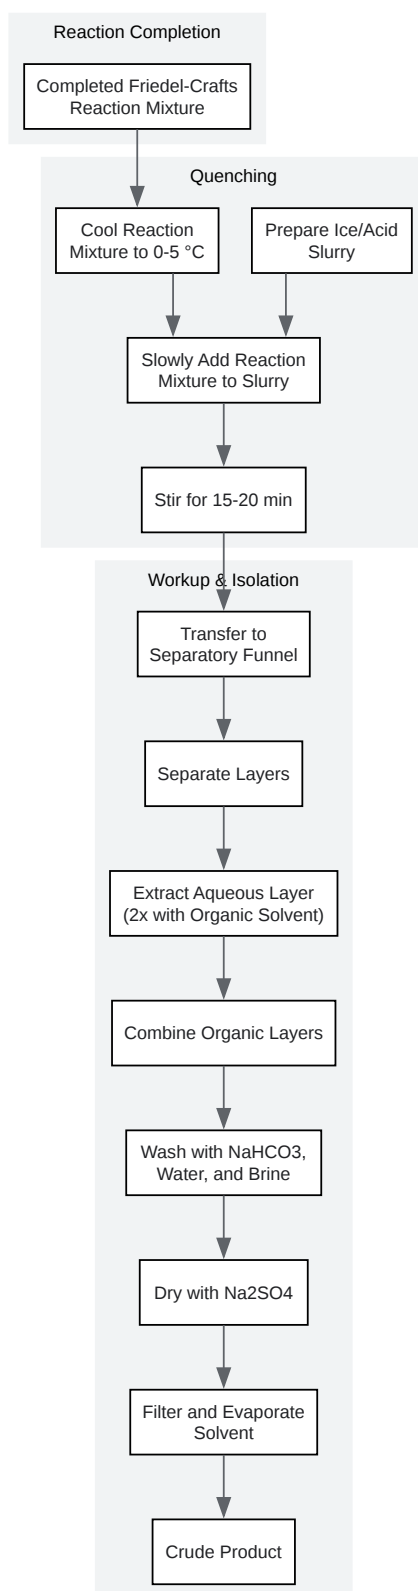 Reaction Completion
Completed Friedel-Crafts
Reaction Mixture
Quenching
Cool Reaction
Mixture to 0-5 °C
Prepare Ice/Acid
Slurry
Slowly Add Reaction
Mixture to Slurry
Stir for 15-20 min
Workup & Isolation
Transfer to
Separatory Funnel
Separate Layers
Extract Aqueous Layer
(2x with Organic Solvent)
Combine Organic Layers
Wash with NaHCO3,
Water, and Brine
Dry with Na2SO4
Filter and Evaporate
Solvent
Crude Product